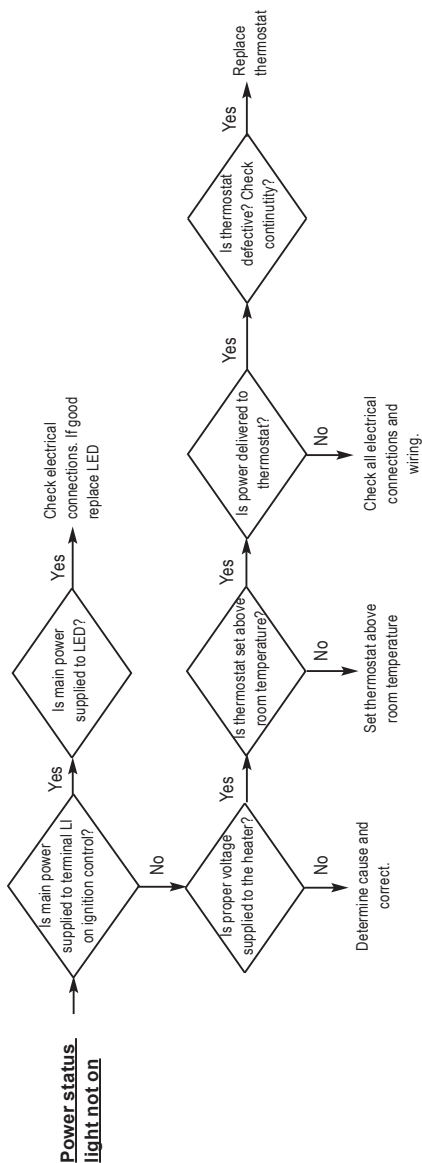 Power status
light not on
Is main power
supplied to terminal LI
on ignition control?
Yes
Is main power
supplied to LED?
Yes
Check electrical
connections. If good
replace LED
No
Is proper voltage
supplied to the heater?
No
Determine cause and
correct.
Yes
Is thermostat set above
room temperature?
No
Set thermostat above
room temperature
Yes
Is power delivered to
thermostat?
No
Check all electrical
connections and
wiring.
Yes
Is thermostat
defective? Check
continutity?
Yes
Replace
thermostat